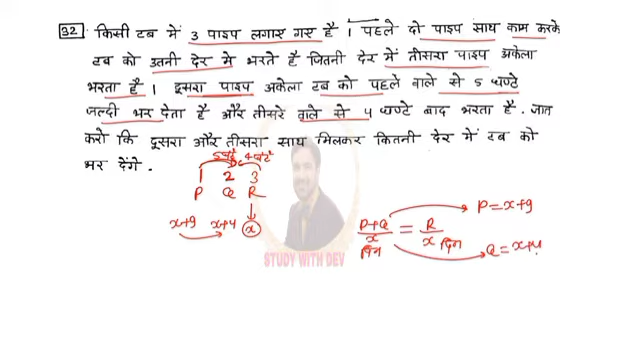 32. किसी टब में 3 पाइप लगाए गए है। पहले दो पाइप साथ काम करके
टब को उतनी देर मे भरते है जितनी देर में तीसरा पाइप अकेला
भरता है। दूसरा पाइप अकेला टब को पहले वाले से 5 घण्टे
जल्दी भर देता है और तीसरे वाले से 4 घण्टे बाद भरता है. ज्ञात
करो कि दूसरा और तीसरा साथ मिलकर कितनी देर में टब को
भर देंगे.
5 घंटे 4 घंटे
1 2 3
P Q R
x+9 x+4 x
P+Q/x दिन = R/x दिन
P=x+9
Q=x+4
STUDY WITH DEV